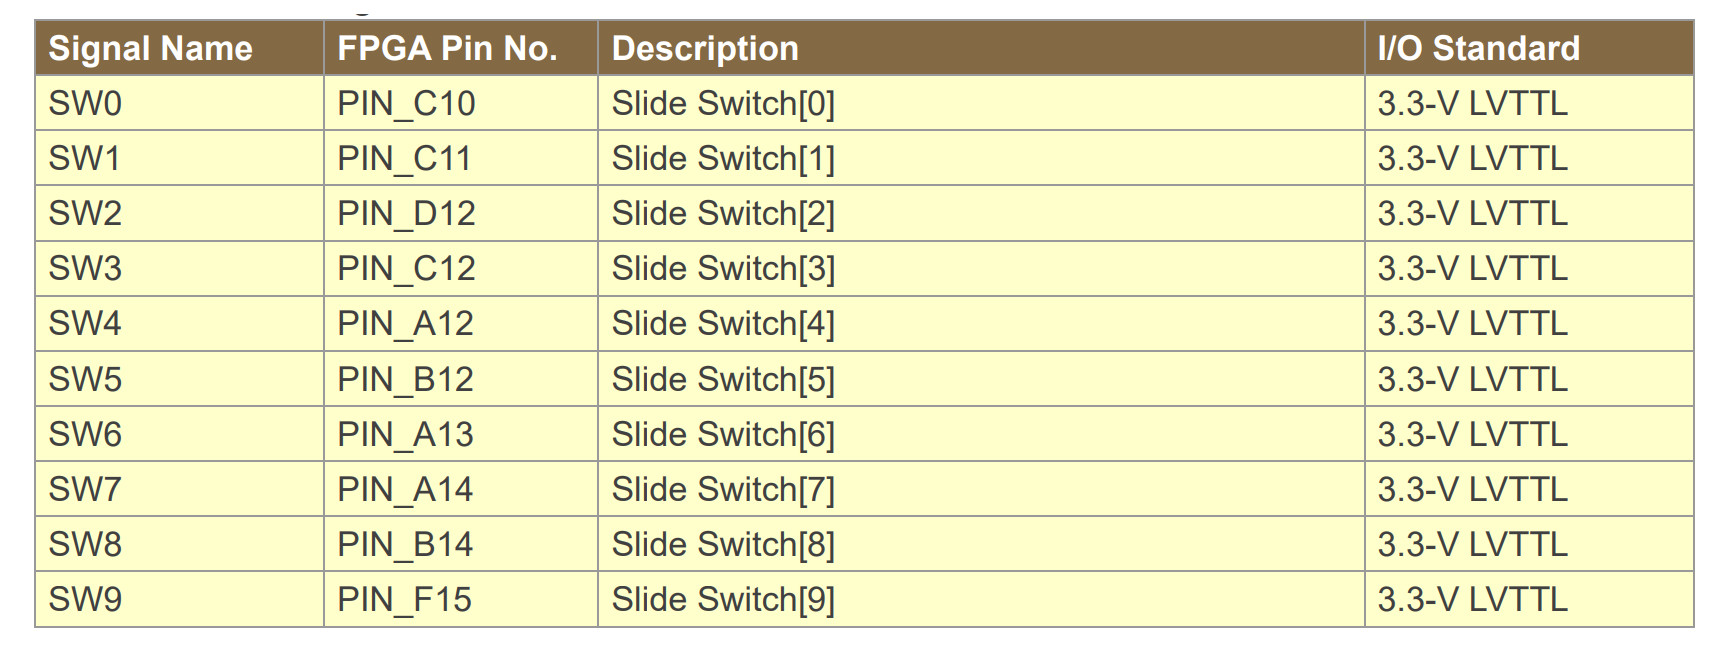 Signal Name FPGA Pin No. Description I/O Standard
SW0 PIN_C10 Slide Switch[0] 3.3-V LVTTL
SW1 PIN_C11 Slide Switch[1] 3.3-V LVTTL
SW2 PIN_D12 Slide Switch[2] 3.3-V LVTTL
SW3 PIN_C12 Slide Switch[3] 3.3-V LVTTL
SW4 PIN_A12 Slide Switch[4] 3.3-V LVTTL
SW5 PIN_B12 Slide Switch[5] 3.3-V LVTTL
SW6 PIN_A13 Slide Switch[6] 3.3-V LVTTL
SW7 PIN_A14 Slide Switch[7] 3.3-V LVTTL
SW8 PIN_B14 Slide Switch[8] 3.3-V LVTTL
SW9 PIN_F15 Slide Switch[9] 3.3-V LVTTL